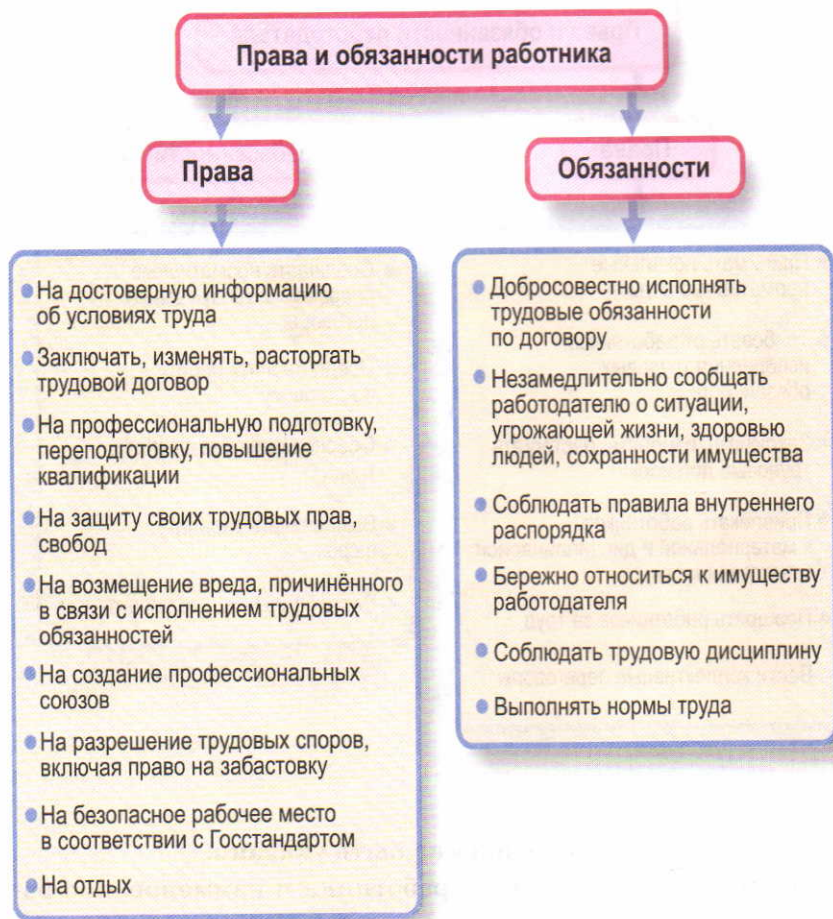 Права и обязанности работника
Права
На достоверную информацию
об условиях труда
Заключать, изменять, расторгать
трудовой договор
На профессиональную подготовку,
переподготовку, повышение
квалификации
На защиту своих трудовых прав,
свобод
На возмещение вреда, причинённого
в связи с исполнением трудовых
обязанностей
На создание профессиональных
союзов
На разрешение трудовых споров,
включая право на забастовку
На безопасное рабочее место
в соответствии с Госстандартом
На отдых
Обязанности
Добросовестно исполнять
трудовые обязанности
по договору
Незамедлительно сообщать
работодателю о ситуации,
угрожающей жизни, здоровью
людей, сохранности имущества
Соблюдать правила внутреннего
распорядка
Бережно относиться к имуществу
работодателя
Соблюдать трудовую дисциплину
Выполнять нормы труда